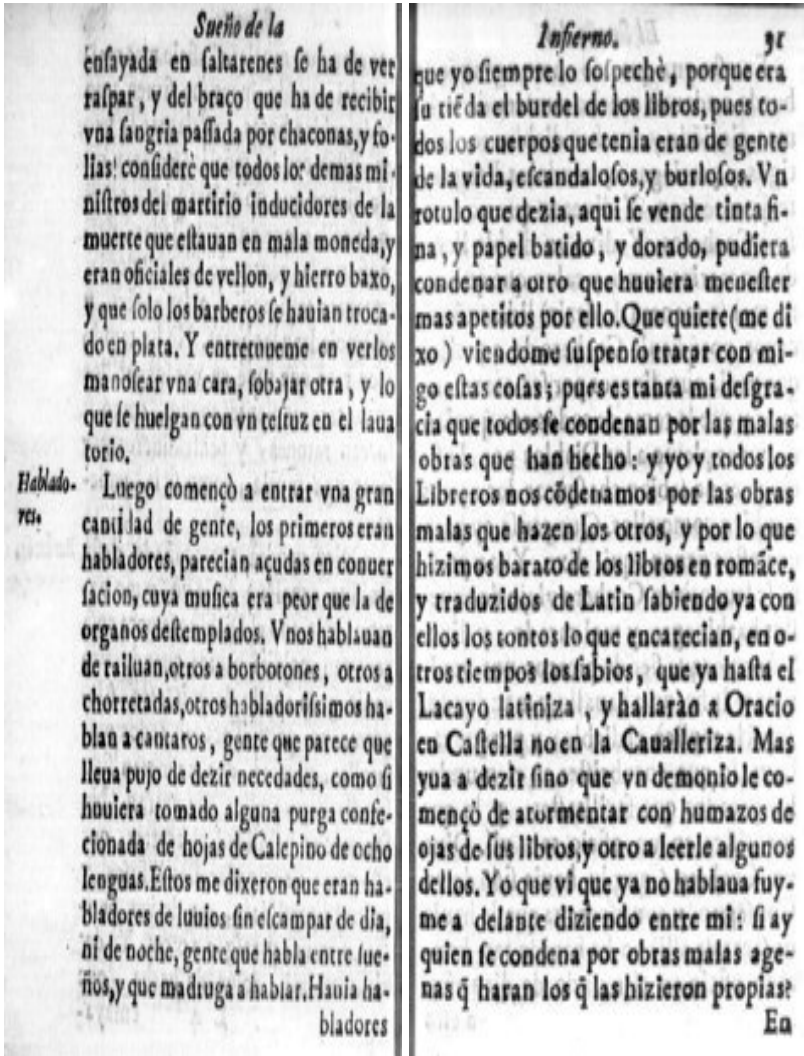 Sueño de la
enſayada en ſaltarenes ſe ha de ver
raſpar, y del braço que ha de recibir
vna ſangria paſſada por chaconas, y fo-
lias: conſiderè que todos los demas mi-
niſtros del martirio inducidores de la
muerte que eſtauan en mala moneda, y
eran oficiales de vellon, y hierro baxo,
y que ſolo los barberos ſe hauian troca-
do en plata. Y entretuueme en verlos
manoſear vna cara, ſobajar otra, y lo
que ſe huelgan con vn teſtuz en el laua
torio.
Hablado-
res.
Luego començò a entrar vna gran
cantidad de gente, los primeros eran
habladores, parecian açudas en conuer
ſacion, cuya muſica era peor que la de
organos deſtemplados. Vnos hablauan
de railuan, otros a borbotones, otros a
chorretadas, otros habladoriſsimos ha-
blan a cantaros, gente que parece que
lleua pujo de dezir necedades, como ſi
huuiera tomado alguna purga confe-
cionada de hojas de Calepino de ocho
lenguas. Eſtos me dixeron que eran ha-
bladores de luuios ſin eſcampar de dia,
ni de noche, gente que habla entre ſue-
ños, y que madruga a hablar. Hauia ha-
bladores
Infierno. 91
que yo ſiempre lo ſoſpechè, porque era
ſu tiẽda el burdel de los libros, pues to-
dos los cuerpos que tenia eran de gente
de la vida, eſcandaloſos, y burloſos. Vn
rotulo que dezia, aqui ſe vende tinta fi-
na, y papel batido, y dorado, pudiera
condenar a otro que huuiera meneſter
mas apetitos por ello. Que quiere (me di
xo) viendome ſuſpenſo tratar con mi-
go eſtas coſas; pues es tanta mi deſgra-
cia que todos ſe condenan por las malas
obras que han hecho: y yo y todos los
Libreros nos cõdenamos por las obras
malas que hazen los otros, y por lo que
hizimos barato de los libros en romãce,
y traduzidos de Latin ſabiendo ya con
ellos los tontos lo que encarecian, en o-
tros tiempos los ſabios, que ya haſta el
Lacayo latiniza, y hallaràn a Oracio
en Caſtella no en la Caualleriza. Mas
yua a dezir ſino que vn demonio le co-
mençò de atormentar con humazos de
ojas de ſus libros, y otro a leerle algunos
dellos. Yo que vi que ya no hablaua fuy-
me a delante diziendo entre mi: ſi ay
quien ſe condena por obras malas age-
nas q̃ haran los q̃ las hizieron propias?
En